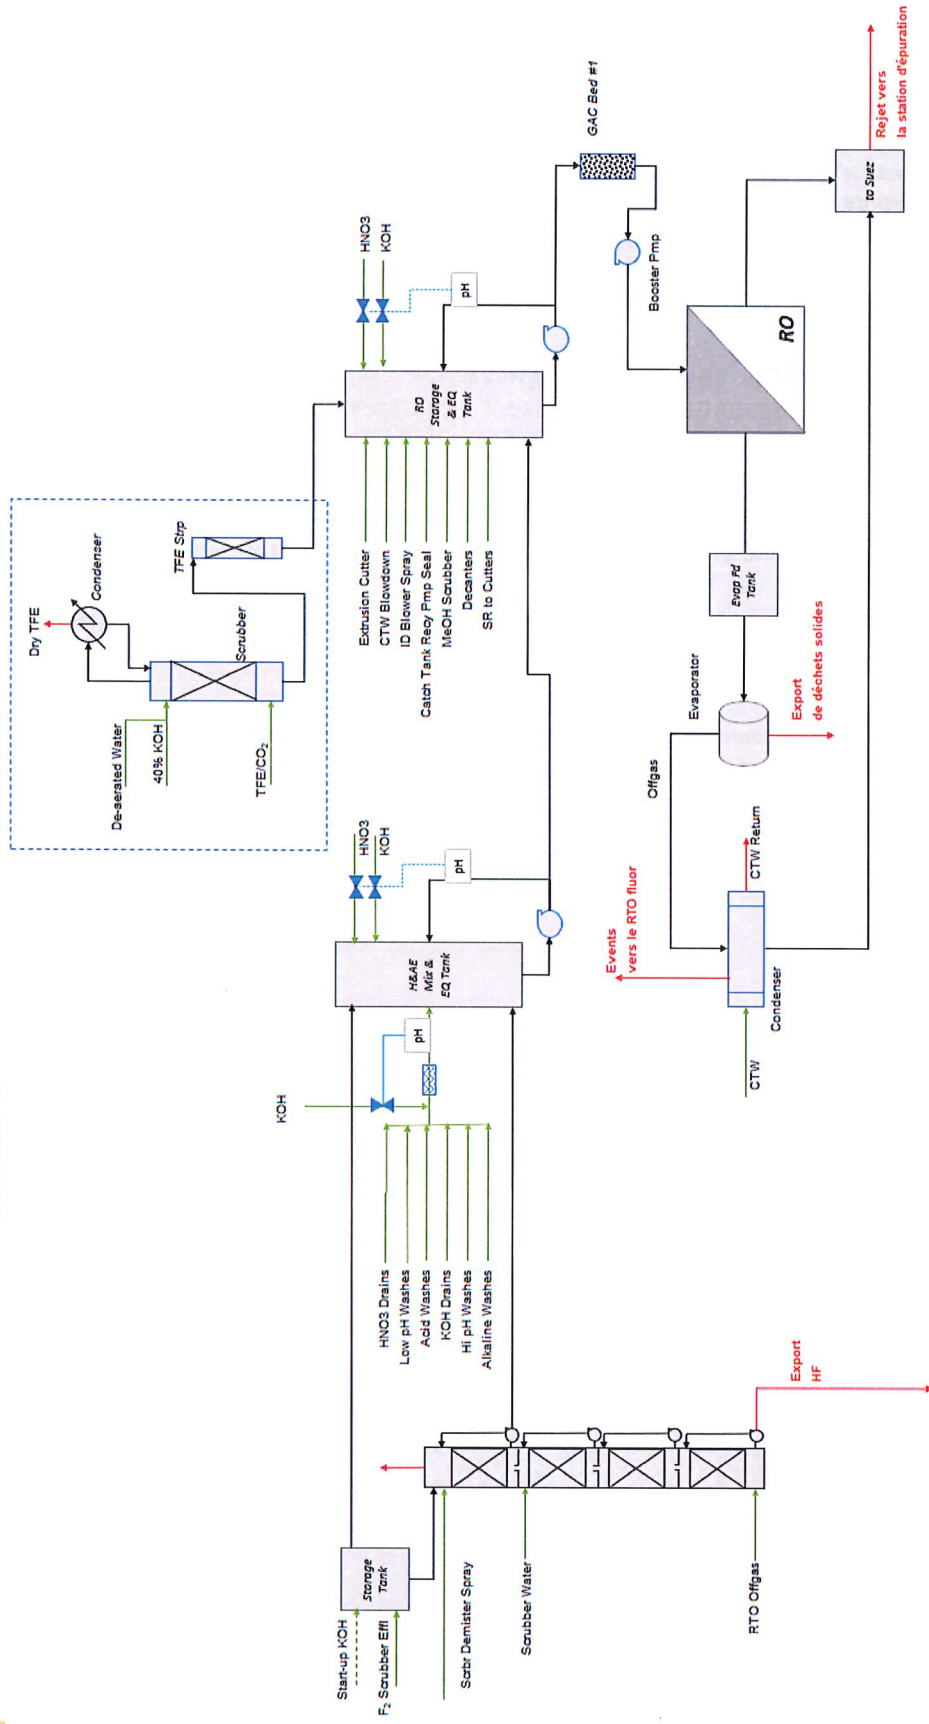 Dry TFE
Condenser
De-aerated Water
40% KOH
TFE/CO2
Scrubber
TFE Strp
HNO3
KOH
pH
Extrusion Cutter
CTW Blowdown
ID Blower Spray
Catch Tank Recy Pmp Seal
MeOH Scrubber
Decanters
SR to Cutters
RO
Storage
& EQ
Tank
GAC Bed #1
Booster Pmp
RO
to Suez
Rejet vers
la station d'épuration
Evap Fd
Tank
Evaporator
Export
de déchets solides
Offgas
Events
vers le RTO fluor
CTW Return
CTW
Condenser
HNO3
KOH
pH
H&AE
Mix &
EQ Tank
KOH
pH
HNO3 Drains
Low pH Washes
Acid Washes
KOH Drains
Hi pH Washes
Alkaline Washes
Start-up KOH
F2 Scrubber Effl
Storage
Tank
Scrbr Demister Spray
Scrubber Water
RTO Offgas
Export
HF